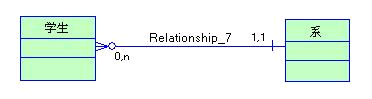 学生
Relationship_7
1,1
系
0,n